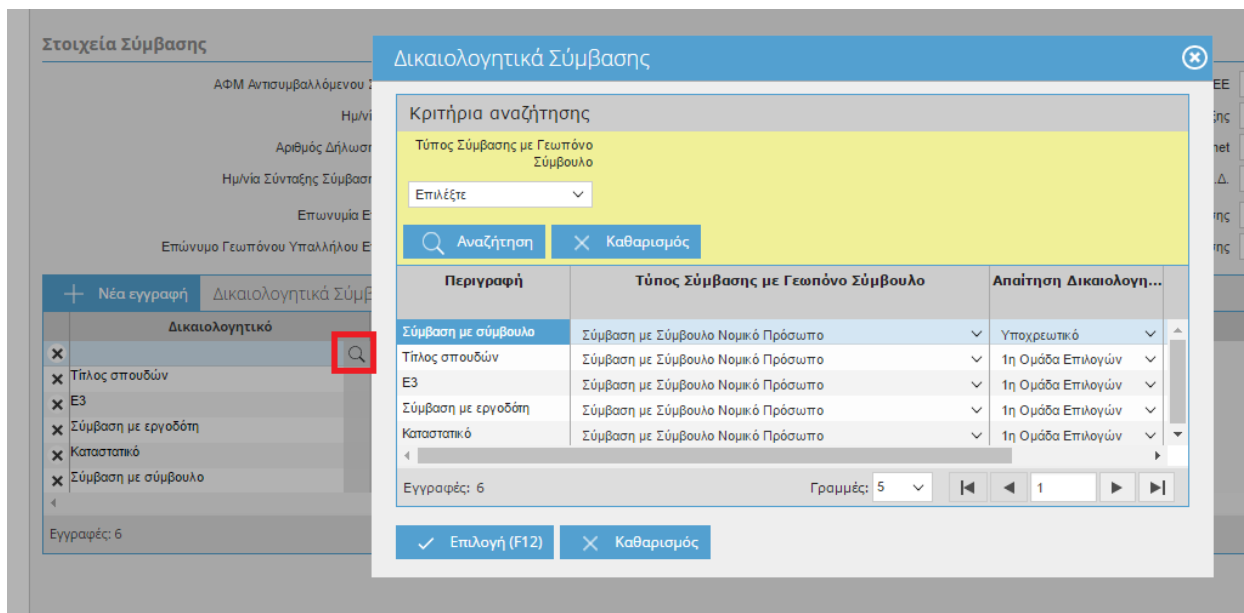 Στοιχεία Σύμβασης
ΑΦΜ Αντισυμβαλλόμενου
Αριθμός
Ημ/νία Σύνταξης
Επωνυμία
Επώνυμο Γεωπόνου Υπαλλήλου
ΕΕ
Νέα εγγραφή
Δικαιολογητικά
Δικαιολογητικό
Τίτλος σπουδών
Ε3
Σύμβαση με εργοδότη
Καταστατικό
Σύμβαση με σύμβουλο
Εγγραφές: 6
Δικαιολογητικά Σύμβασης
Κριτήρια αναζήτησης
Τύπος Σύμβασης με Γεωπόνο
Σύμβουλο
Επιλέξτε
Αναζήτηση
Καθαρισμός
Περιγραφή Τύπος Σύμβασης με Γεωπόνο Σύμβουλο Απαίτηση Δικαιολογη...
Σύμβαση με σύμβουλο Σύμβαση με Σύμβουλο Νομικό Πρόσωπο Υποχρεωτικό
Τίτλος σπουδών Σύμβαση με Σύμβουλο Νομικό Πρόσωπο 1η Ομάδα Επιλογών
Ε3 Σύμβαση με Σύμβουλο Νομικό Πρόσωπο 1η Ομάδα Επιλογών
Σύμβαση με εργοδότη Σύμβαση με Σύμβουλο Νομικό Πρόσωπο 1η Ομάδα Επιλογών
Καταστατικό Σύμβαση με Σύμβουλο Νομικό Πρόσωπο 1η Ομάδα Επιλογών
Εγγραφές: 6 Γραμμές: 5 1
Επιλογή (F12) Καθαρισμός